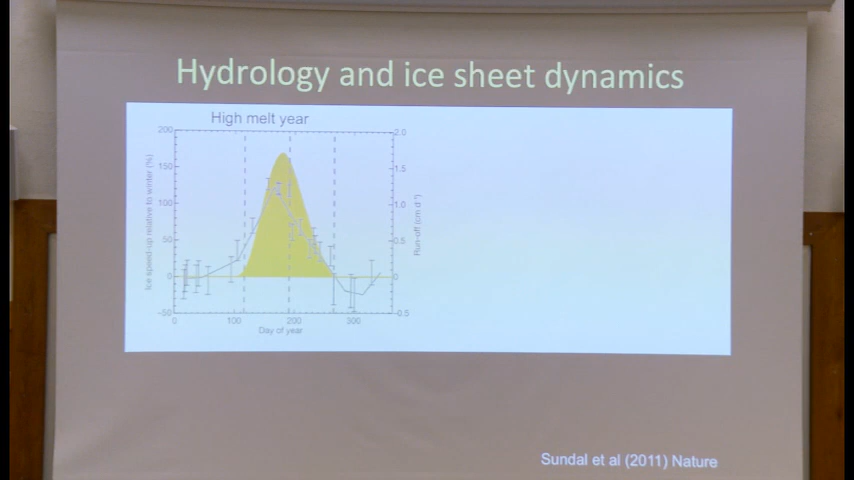 Hydrology and ice sheet dynamics
High melt year
200
150
100
50
0
-50
Ice speed-up relative to winter (%)
2.0
1.5
1.0
0.5
0
-0.5
Run-off (cm d⁻¹)
0
100
200
300
Day of year
Sundal et al (2011) Nature